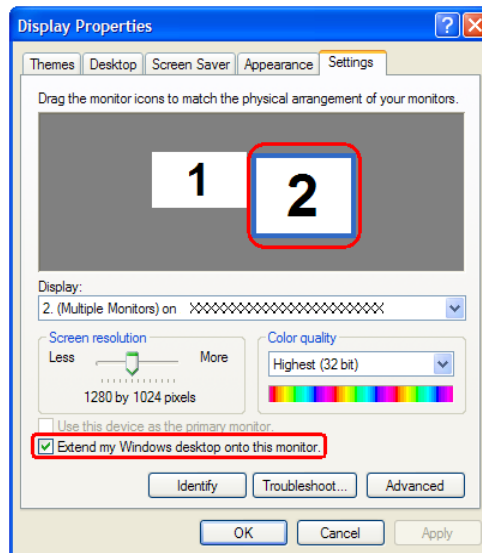 Display Properties
Themes Desktop Screen Saver Appearance Settings
Drag the monitor icons to match the physical arrangement of your monitors.
1 2
Display:
2. (Multiple Monitors) on XXXXXXXXXXXXXXXXXXXXXXXXX
Screen resolution Color quality
Less More Highest (32 bit)
1280 by 1024 pixels
Use this device as the primary monitor.
Extend my Windows desktop onto this monitor.
Identify Troubleshoot... Advanced
OK Cancel Apply